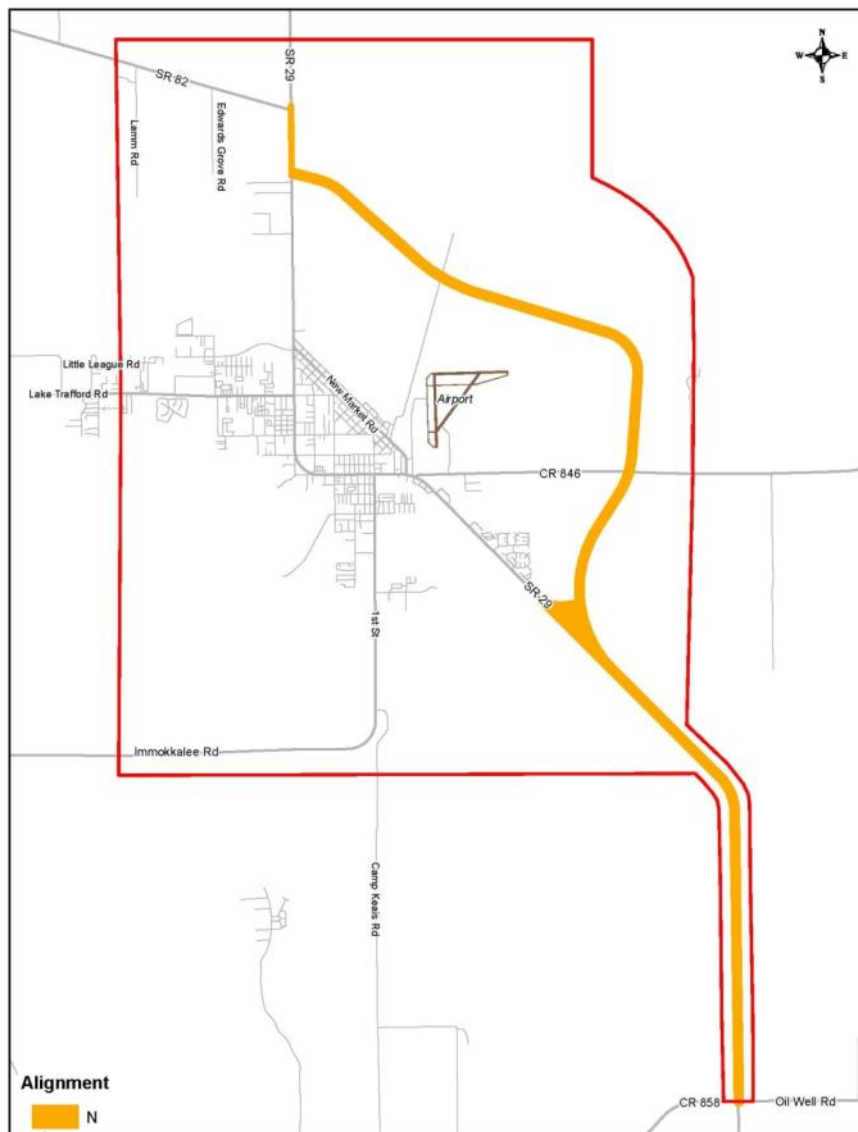 N
W E
S
SR 29
SR 82
Lamm Rd
Edwards Grove Rd
Little League Rd
Lake Trafford Rd
New Market Rd
Airport
CR 846
SR 29
1st St
Immokkalee Rd
Camp Keais Rd
Alignment
N
CR 858
Oil Well Rd